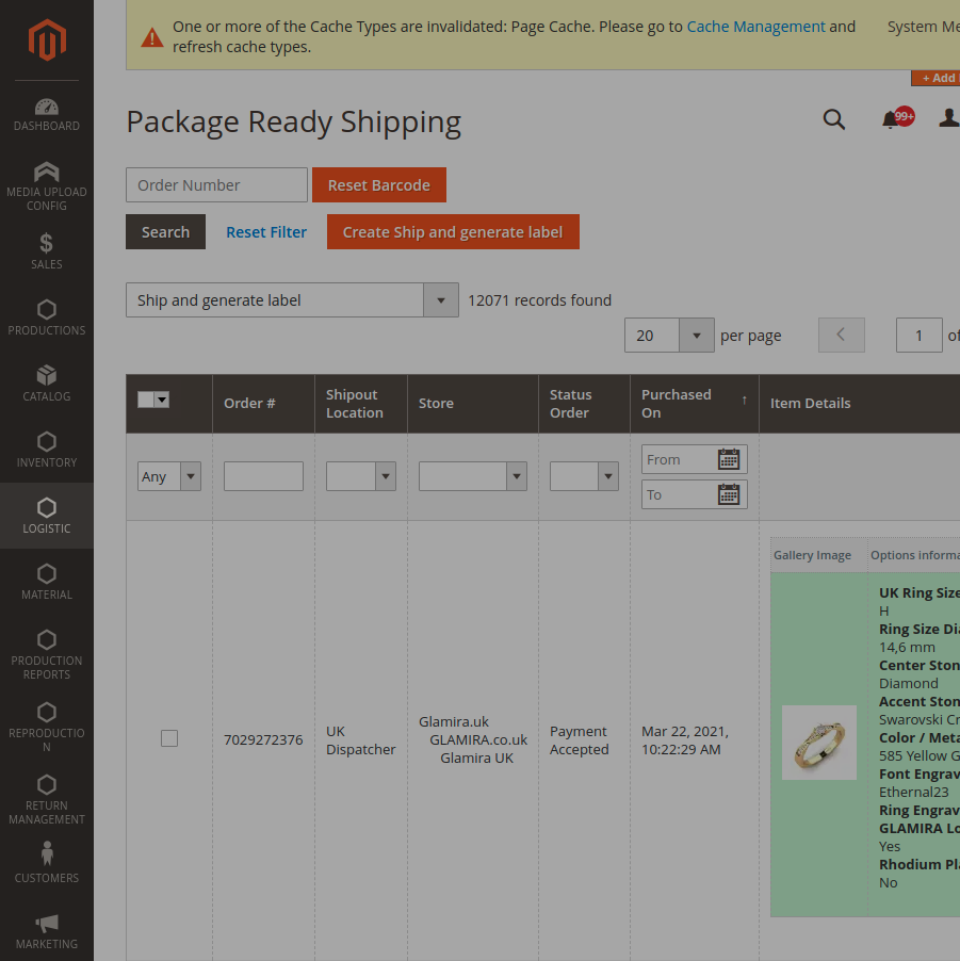 One or more of the Cache Types are invalidated: Page Cache. Please go to Cache Management and
refresh cache types.
System Me
+ Add
Package Ready Shipping
99+
Order Number
Reset Barcode
Search
Reset Filter
Create Ship and generate label
Ship and generate label
12071 records found
20
per page
1
of
DASHBOARD
MEDIA UPLOAD
CONFIG
$
SALES
PRODUCTIONS
CATALOG
INVENTORY
LOGISTIC
MATERIAL
PRODUCTION
REPORTS
REPRODUCTIO
N
RETURN
MANAGEMENT
CUSTOMERS
MARKETING
Order #
Shipout
Location
Store
Status
Order
Purchased
On
↑
Item Details
Any
From
To
7029272376
UK
Dispatcher
Glamira.uk
GLAMIRA.co.uk
Glamira UK
Payment
Accepted
Mar 22, 2021,
10:22:29 AM
Gallery Image
Options informa
UK Ring Size
H
Ring Size Dia
14,6 mm
Center Ston
Diamond
Accent Ston
Swarovski Cr
Color / Meta
585 Yellow G
Font Engrav
Ethernal23
Ring Engrav
GLAMIRA Lo
Yes
Rhodium Pla
No